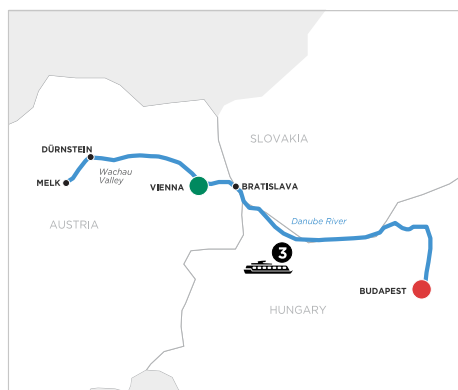 SLOVAKIA
DÜRNSTEIN
Wachau
Valley
MELK
VIENNA
BRATISLAVA
AUSTRIA
Danube River
3
BUDAPEST
HUNGARY